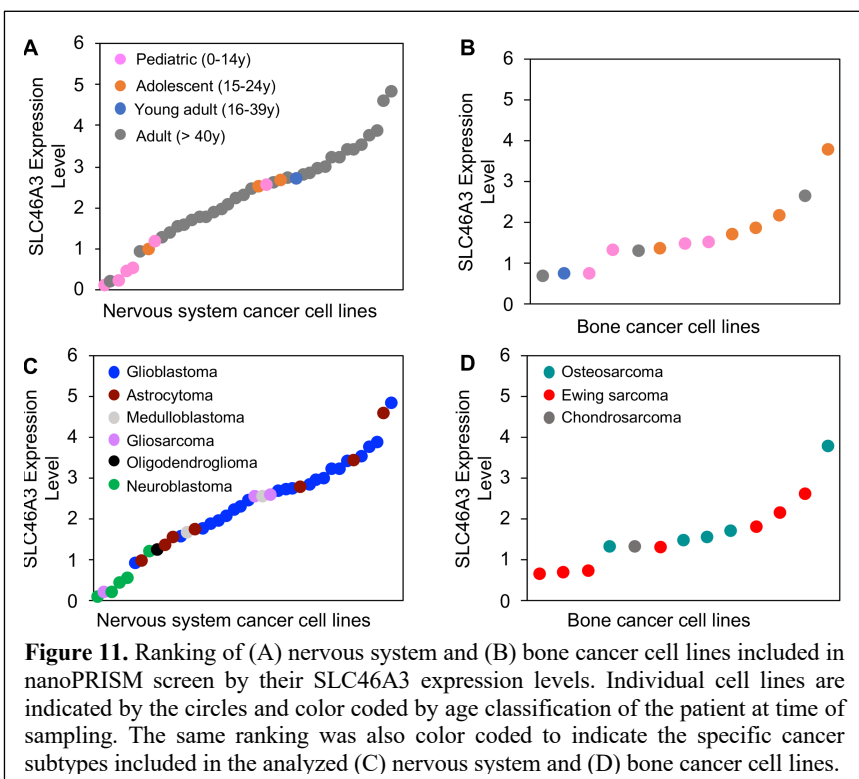 A
6
5
4
3
2
1
0
SLC46A3 Expression
Level
Pediatric (0-14y)
Adolescent (15-24y)
Young adult (16-39y)
Adult (> 40y)
Nervous system cancer cell lines
B
6
5
4
3
2
1
0
SLC46A3 Expression
Level
Bone cancer cell lines
C
6
5
4
3
2
1
0
SLC46A3 Expression
Level
Glioblastoma
Astrocytoma
Medulloblastoma
Gliosarcoma
Oligodendroglioma
Neuroblastoma
Nervous system cancer cell lines
D
6
5
4
3
2
1
0
SLC46A3 Expression
Level
Osteosarcoma
Ewing sarcoma
Chondrosarcoma
Bone cancer cell lines
Figure 11. Ranking of (A) nervous system and (B) bone cancer cell lines included in
nanoPRISM screen by their SLC46A3 expression levels. Individual cell lines are
indicated by the circles and color coded by age classification of the patient at time of
sampling. The same ranking was also color coded to indicate the specific cancer
subtypes included in the analyzed (C) nervous system and (D) bone cancer cell lines.